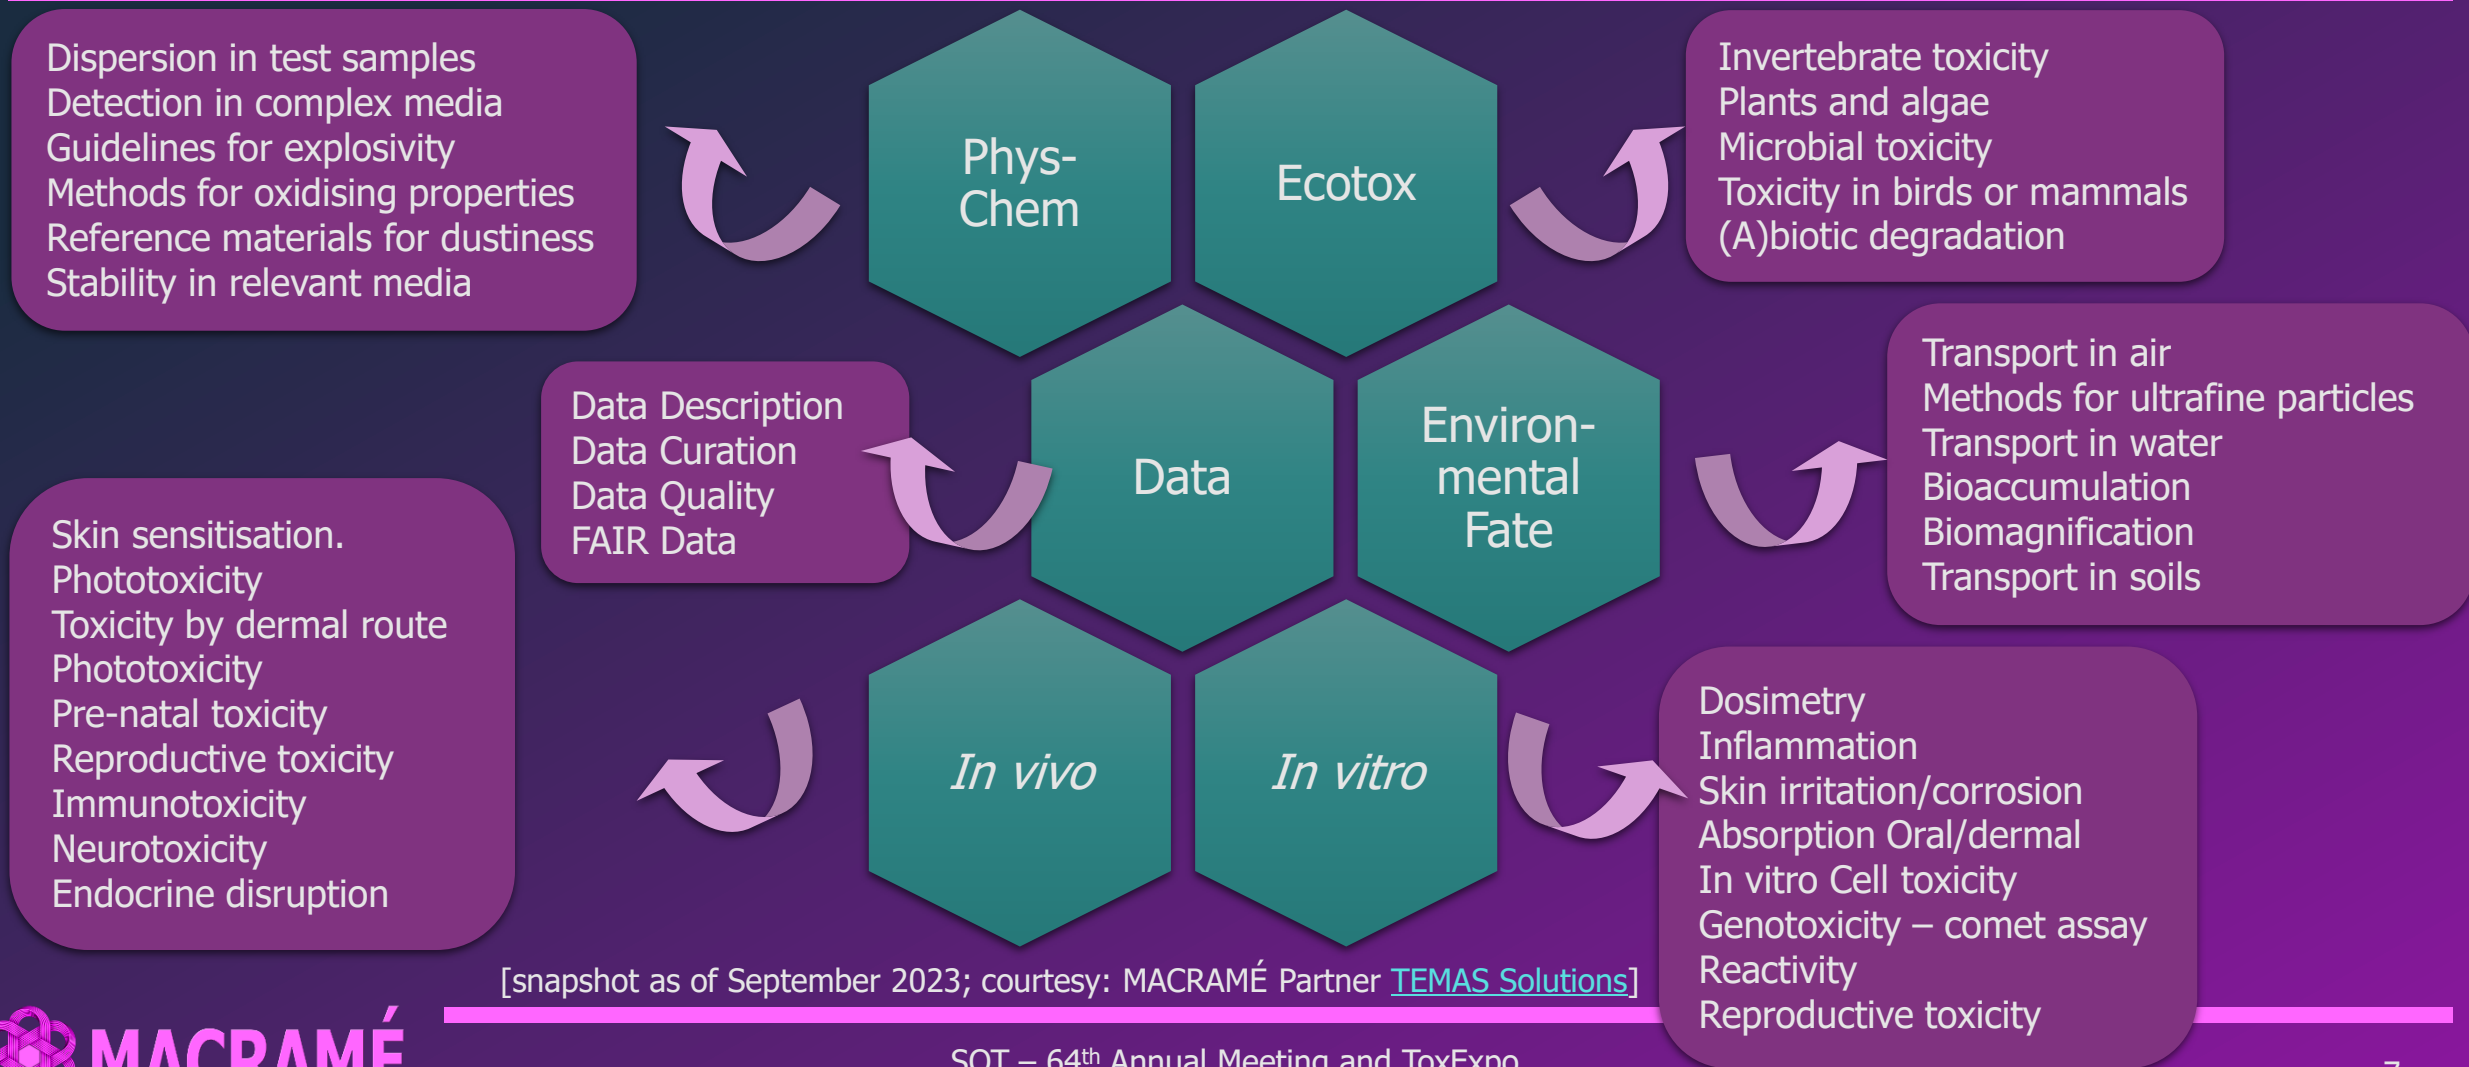 Dispersion in test samples
Detection in complex media
Guidelines for explosivity
Methods for oxidising properties
Reference materials for dustiness
Stability in relevant media
Phys-
Chem
Ecotox
Invertebrate toxicity
Plants and algae
Microbial toxicity
Toxicity in birds or mammals
(A)biotic degradation
Data Description
Data Curation
Data Quality
FAIR Data
Data
Environ-
mental
Fate
Transport in air
Methods for ultrafine particles
Transport in water
Bioaccumulation
Biomagnification
Transport in soils
Skin sensitisation.
Phototoxicity
Toxicity by dermal route
Phototoxicity
Pre-natal toxicity
Reproductive toxicity
Immunotoxicity
Neurotoxicity
Endocrine disruption
In vivo
In vitro
Dosimetry
Inflammation
Skin irritation/corrosion
Absorption Oral/dermal
In vitro Cell toxicity
Genotoxicity – comet assay
Reactivity
Reproductive toxicity
[snapshot as of September 2023; courtesy: MACRAMÉ Partner TEMAS Solutions]
MACRAMÉ
SOT – 64th Annual Meeting and ToxExpo
7